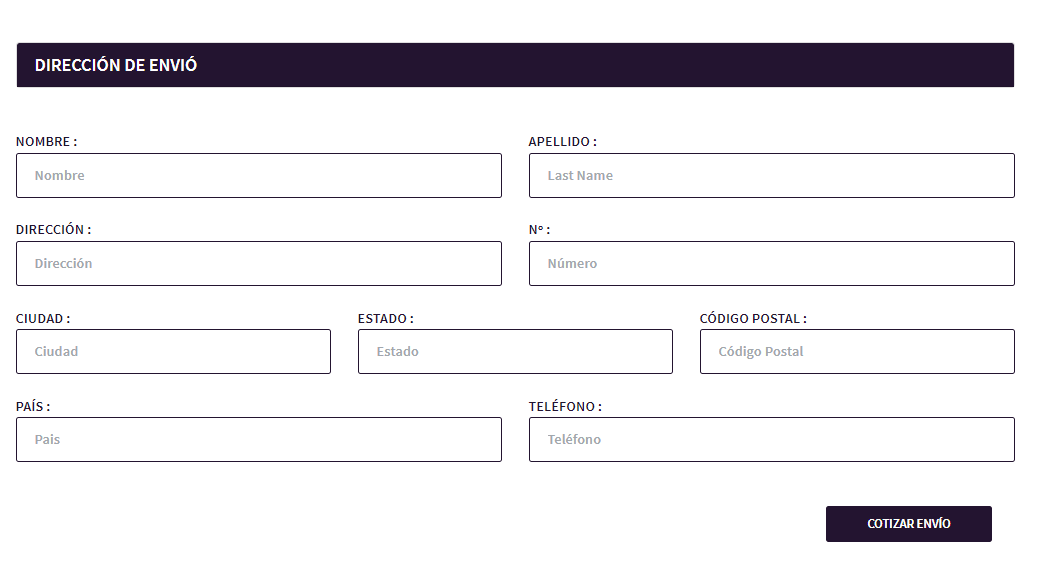 DIRECCIÓN DE ENVIÓ
NOMBRE : APELLIDO :
Nombre Last Name
DIRECCIÓN : Nº :
Dirección Número
CIUDAD : ESTADO : CÓDIGO POSTAL :
Ciudad Estado Código Postal
PAÍS : TELÉFONO :
Pais Teléfono
COTIZAR ENVÍO